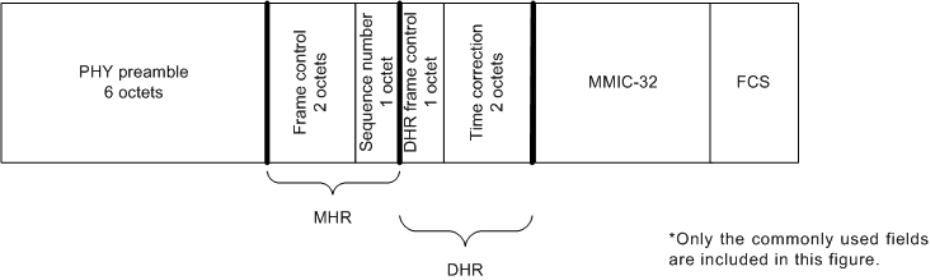 PHY preamble
6 octets
Frame control
2 octets
Sequence number
1 octet
DHR frame control
1 octet
Time correction
2 octets
MMIC-32
FCS
MHR
DHR
*Only the commonly used fields
are included in this figure.